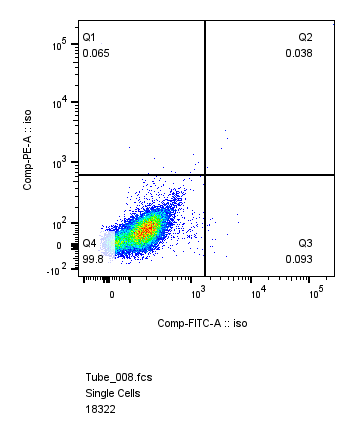 Q1
0.065
Q2
0.038
10^5
10^4
10^3
10^2
0
-10^2
Comp-PE-A :: iso
Q4
99.8
Q3
0.093
0
10^3
10^4
10^5
Comp-FITC-A :: iso
Tube_008.fcs
Single Cells
18322